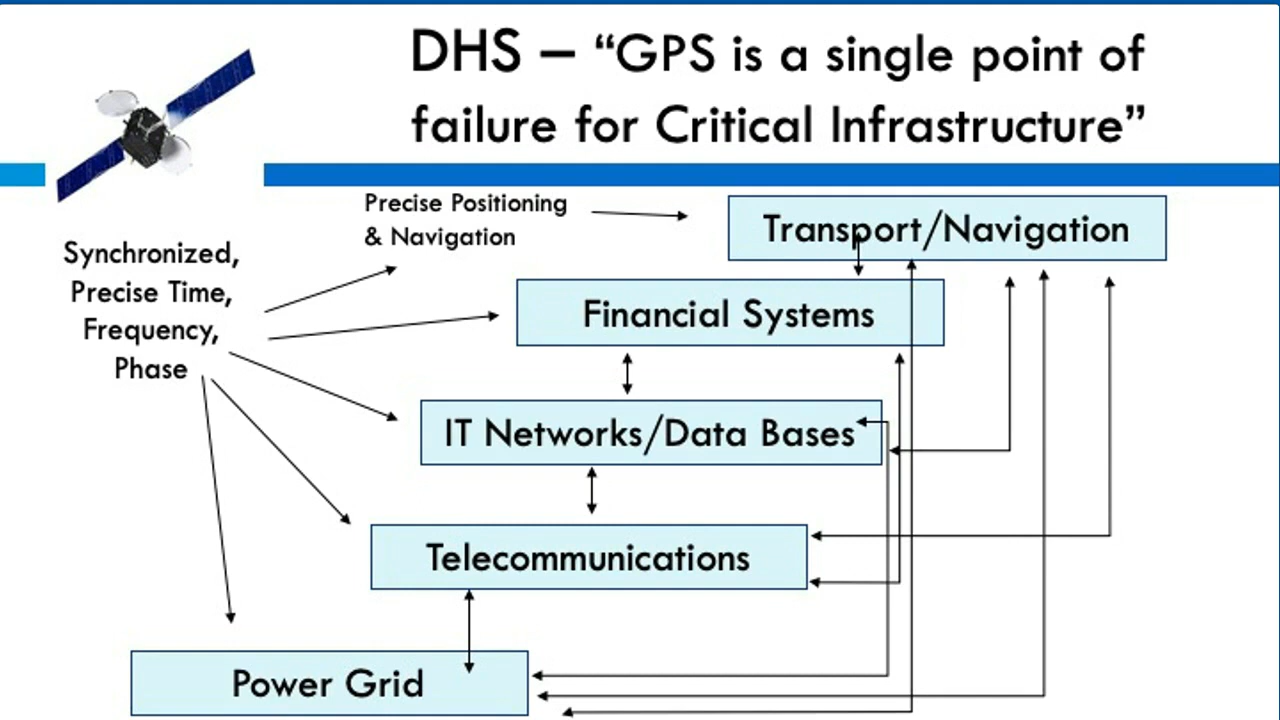 DHS – “GPS is a single point of
failure for Critical Infrastructure”
Precise Positioning
& Navigation
Transport/Navigation
Synchronized,
Precise Time,
Frequency,
Phase
Financial Systems
IT Networks/Data Bases
Telecommunications
Power Grid